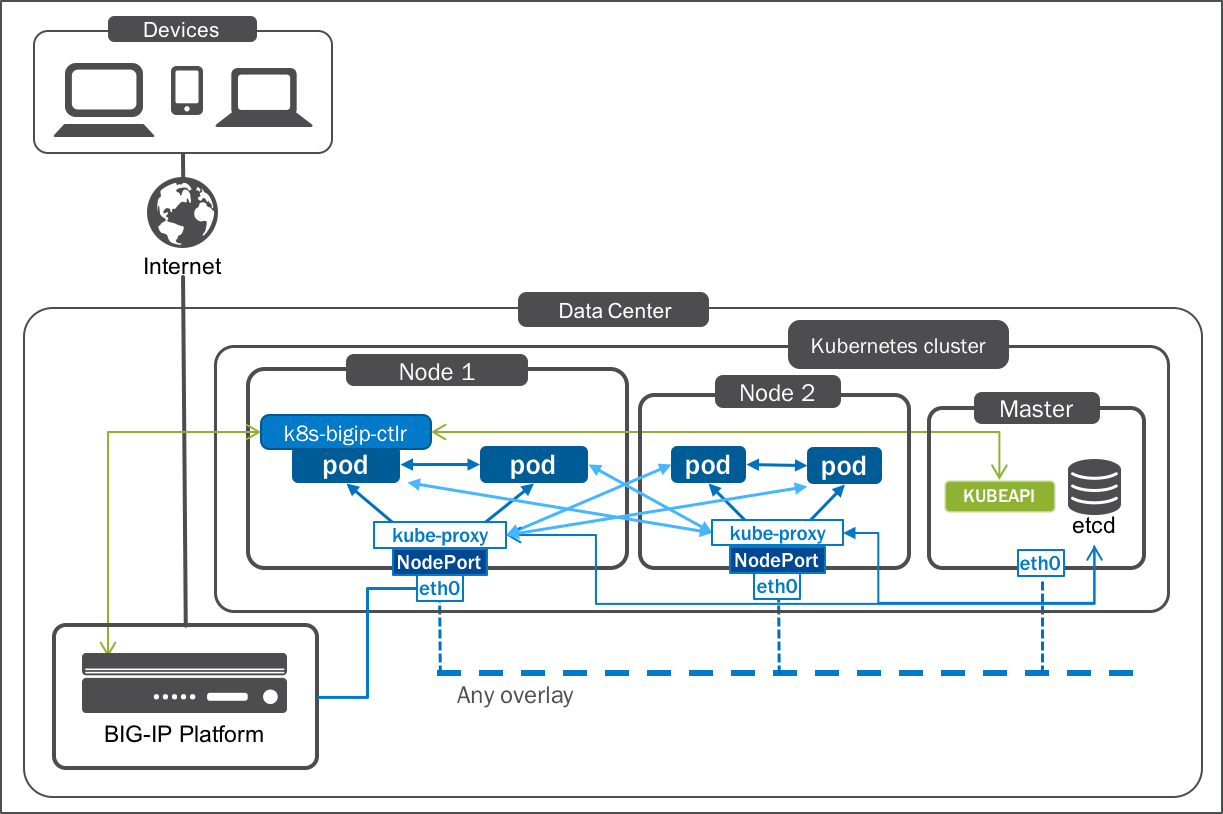 Devices
Internet
Data Center
Kubernetes cluster
Node 1
Node 2
Master
k8s-bigip-ctlr
pod
pod
pod
pod
KUBEAPI
etcd
kube-proxy
kube-proxy
NodePort
NodePort
eth0
eth0
eth0
Any overlay
BIG-IP Platform